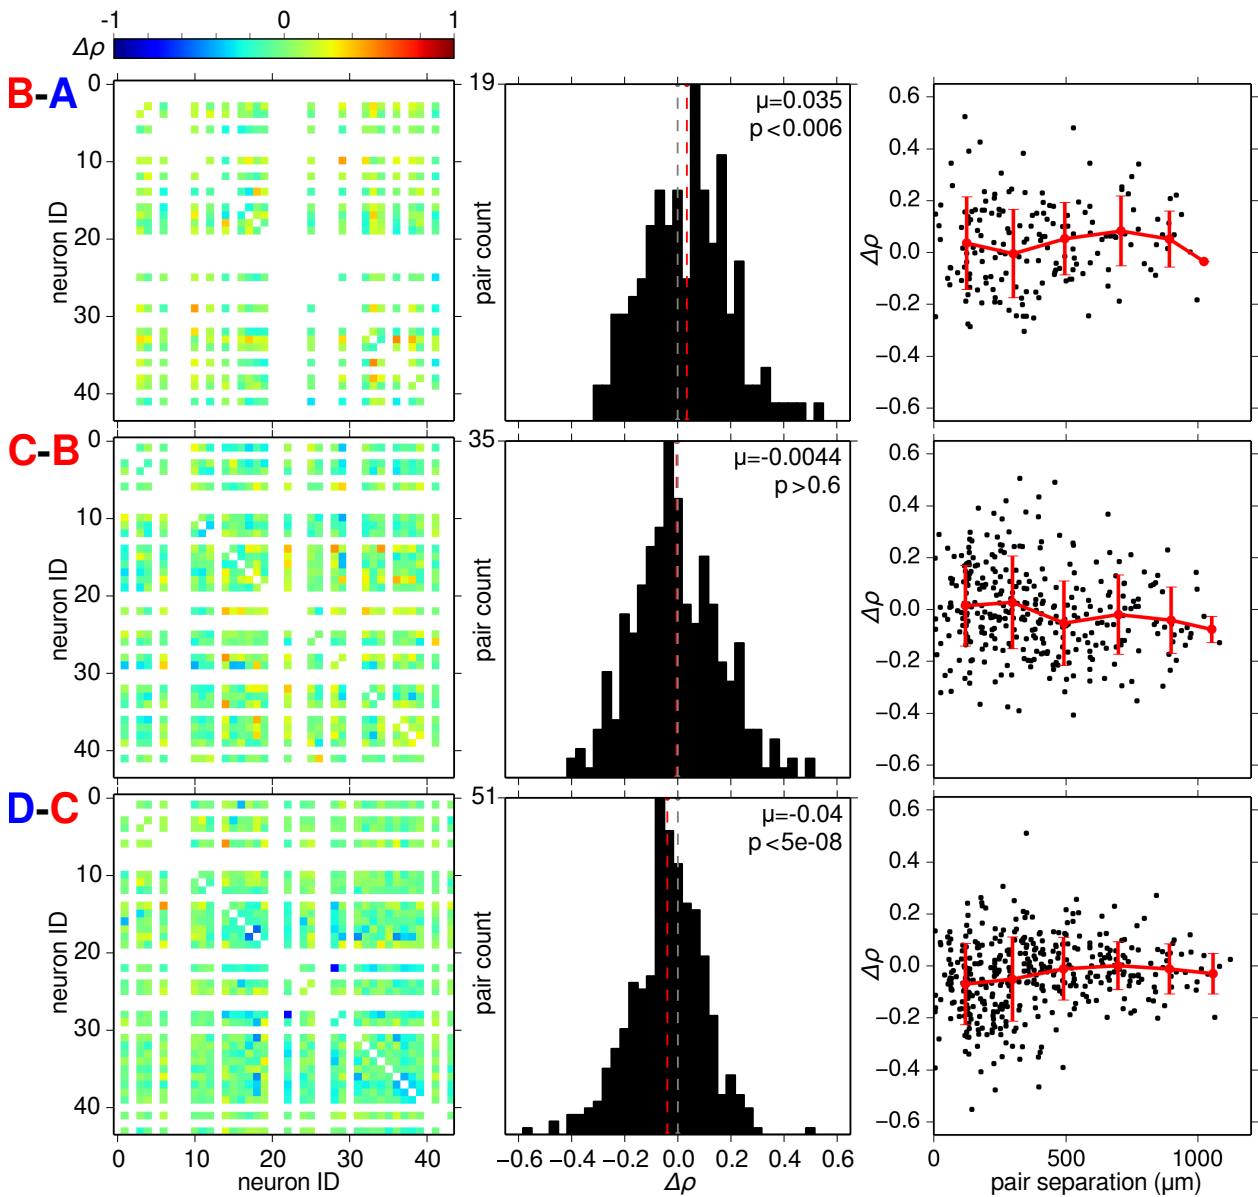 -1 0 1
Δρ
B-A
0
10
20
30
40
neuron ID
19
pair count
μ=0.035
p<0.006
0.6
0.4
0.2
0.0
−0.2
−0.4
−0.6
Δρ
C-B
0
10
20
30
40
neuron ID
35
pair count
μ=-0.0044
p>0.6
0.6
0.4
0.2
0.0
−0.2
−0.4
−0.6
Δρ
D-C
0
10
20
30
40
neuron ID
0 10 20 30 40
neuron ID
51
pair count
μ=-0.04
p<5e-08
−0.6 −0.4 −0.2 0.0 0.2 0.4 0.6
Δρ
0.6
0.4
0.2
0.0
−0.2
−0.4
−0.6
Δρ
0 500 1000
pair separation (μm)